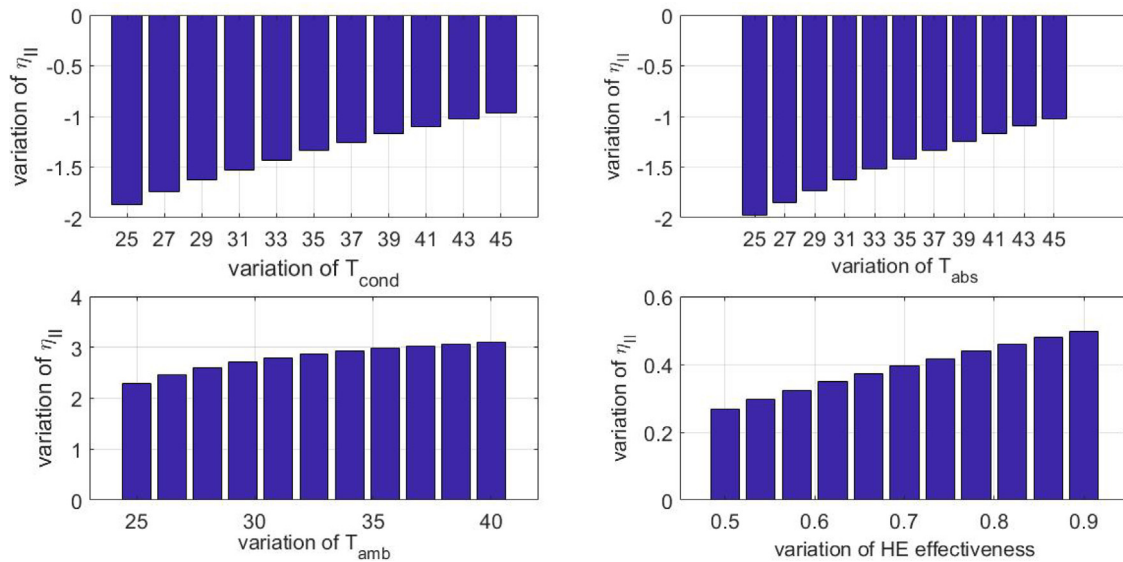 0
-0.5
-1
-1.5
-2
variation of η_II
25 27 29 31 33 35 37 39 41 43 45
variation of T_cond
0
-0.5
-1
-1.5
-2
variation of η_II
25 27 29 31 33 35 37 39 41 43 45
variation of T_abs
4
3
2
1
0
variation of η_II
25 30 35 40
variation of T_amb
0.6
0.4
0.2
0
variation of η_II
0.5 0.6 0.7 0.8 0.9
variation of HE effectiveness